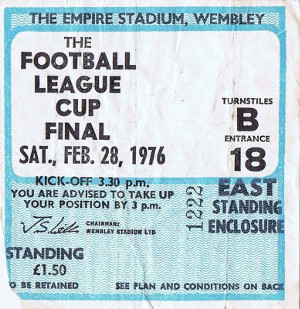 THE EMPIRE STADIUM, WEMBLEY
THE
FOOTBALL
LEAGUE
CUP
FINAL
SAT., FEB. 28, 1976
TURNSTILES
B
ENTRANCE
18
KICK-OFF 3.30 p.m.
YOU ARE ADVISED TO TAKE UP
YOUR POSITION BY 3 p.m.
CHAIRMAN:
WEMBLEY STADIUM LTD
1222
EAST
STANDING
ENCLOSURE
STANDING
£1.50
O BE RETAINED
SEE PLAN AND CONDITIONS ON BACK